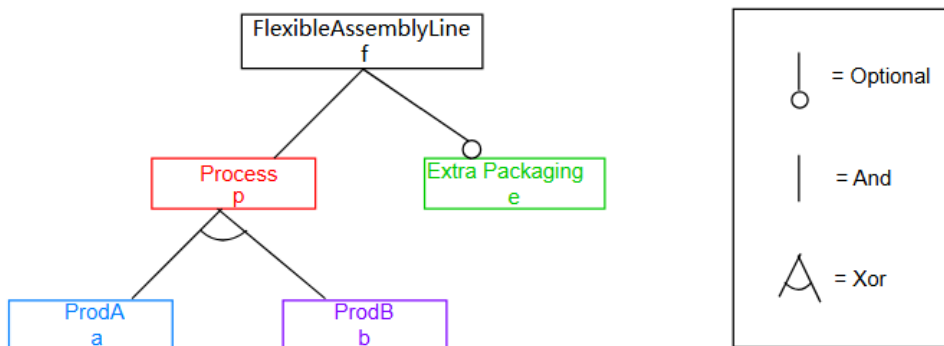 FlexibleAssemblyLine
f
Process
p
Extra Packaging
e
ProdA
a
ProdB
b
= Optional
= And
= Xor